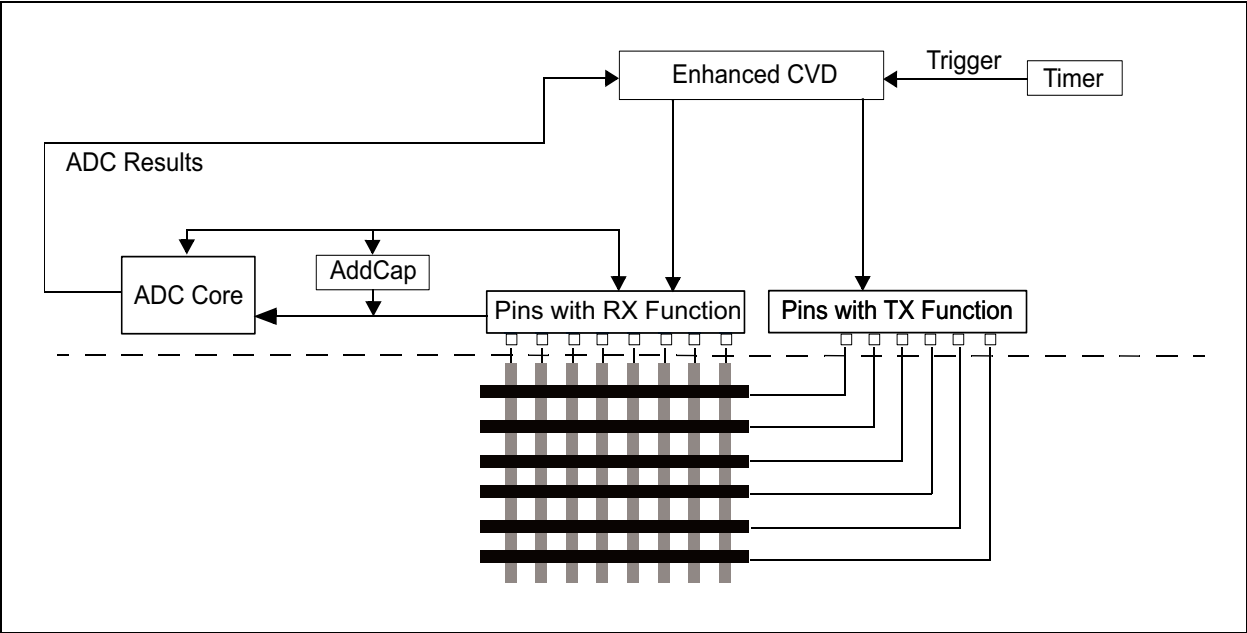 Enhanced CVD
Trigger
Timer
ADC Results
ADC Core
AddCap
Pins with RX Function
Pins with TX Function